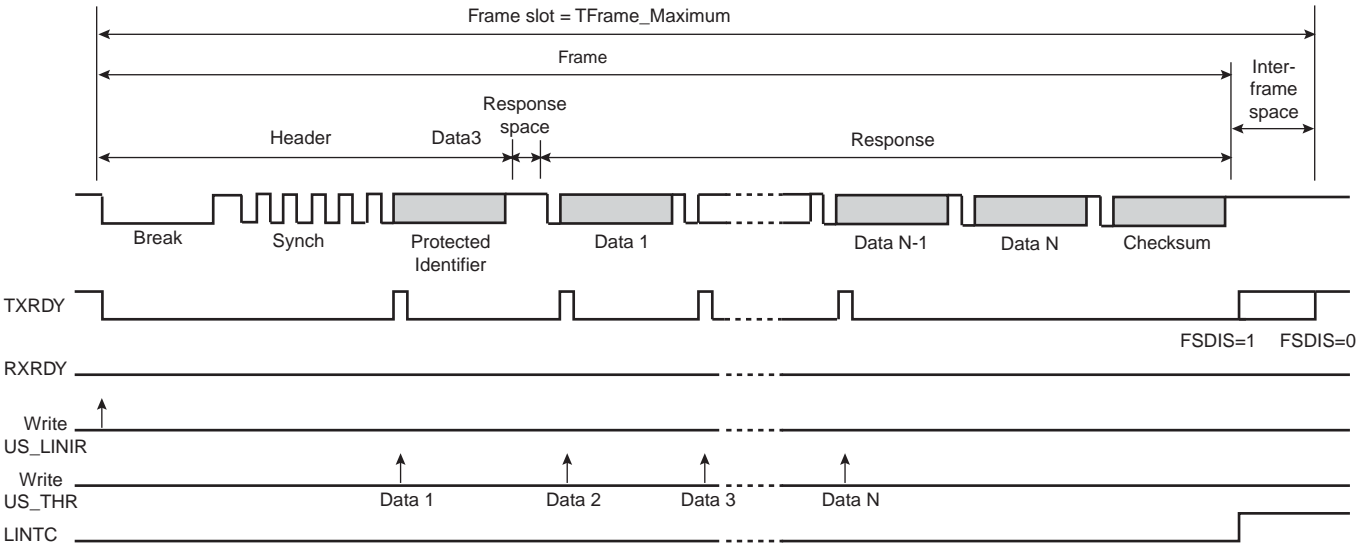 Frame slot = TFrame_Maximum
Frame
Inter-
frame
space
Response
space
Header
Data3
Response
Break
Synch
Protected
Identifier
Data 1
Data N-1
Data N
Checksum
TXRDY
FSDIS=1
FSDIS=0
RXRDY
Write
US_LINIR
Write
US_THR
Data 1
Data 2
Data 3
Data N
LINTC